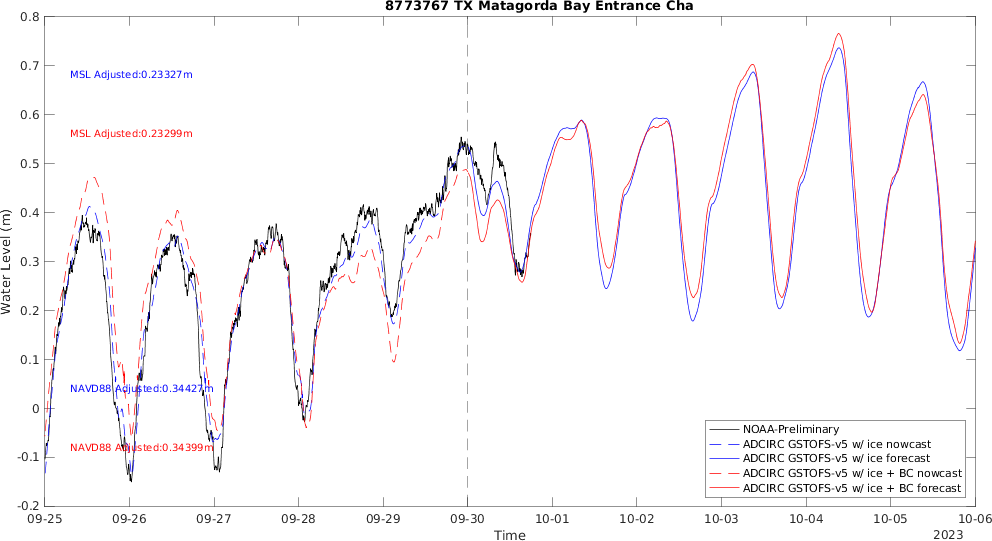 8773767 TX Matagorda Bay Entrance Cha
0.8
0.7
0.6
0.5
0.4
0.3
0.2
0.1
0
-0.1
-0.2
Water Level (m)
MSL Adjusted:0.23327m
MSL Adjusted:0.23299m
NAVD88 Adjusted:0.34427m
NAVD88 Adjusted:0.34399m
NOAA-Preliminary
ADCIRC GSTOFS-v5 w/ ice nowcast
ADCIRC GSTOFS-v5 w/ ice forecast
ADCIRC GSTOFS-v5 w/ ice + BC nowcast
ADCIRC GSTOFS-v5 w/ ice + BC forecast
09-25 09-26 09-27 09-28 09-29 09-30 10-01 10-02 10-03 10-04 10-05 10-06
Time
2023